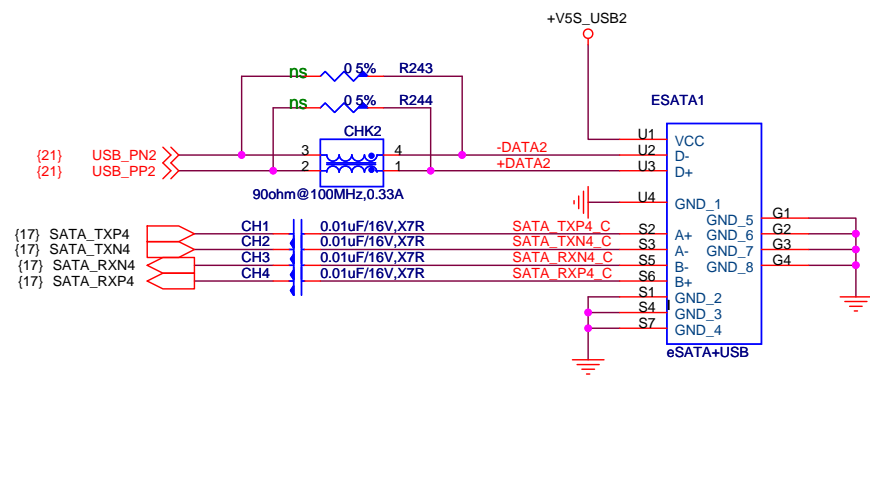 +V5S_USB2
ns 0 5% R243
ns 0 5% R244
ESATA1
CHK2
{21} USB_PN2 3 4 -DATA2 U2 D-
{21} USB_PP2 2 1 +DATA2 U3 D+
U1 VCC
90ohm@100MHz,0.33A
U4 GND_1
{17} SATA_TXP4 CH1 0.01uF/16V,X7R SATA_TXP4_C S2 A+
{17} SATA_TXN4 CH2 0.01uF/16V,X7R SATA_TXN4_C S3 A-
{17} SATA_RXN4 CH3 0.01uF/16V,X7R SATA_RXN4_C S5 B-
{17} SATA_RXP4 CH4 0.01uF/16V,X7R SATA_RXP4_C S6 B+
GND_5 G1
GND_6 G2
GND_7 G3
GND_8 G4
S1 GND_2
S4 GND_3
S7 GND_4
eSATA+USB